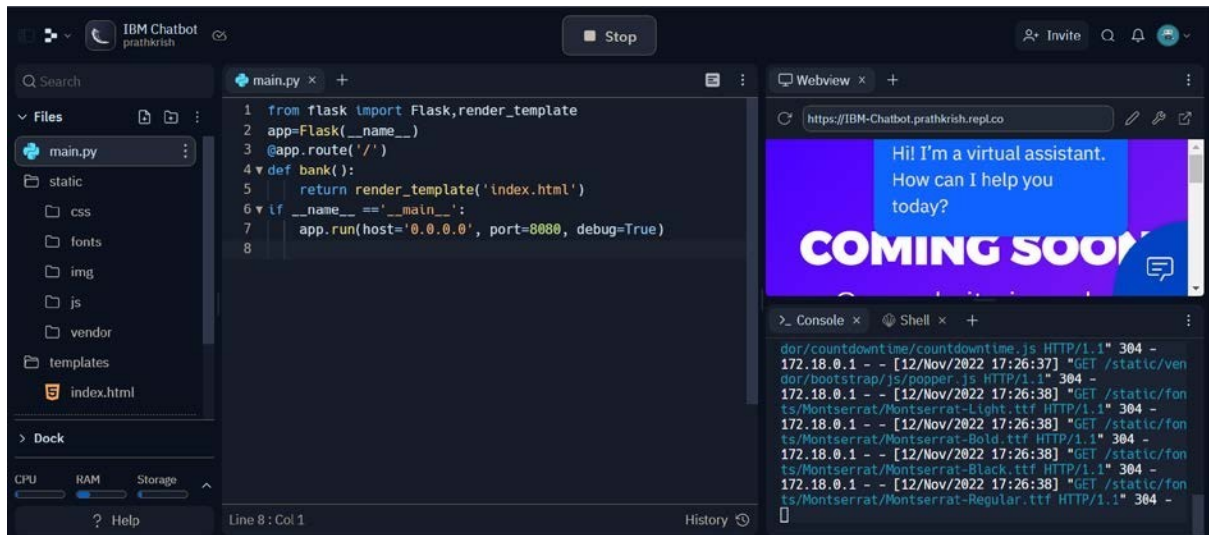 IBM Chatbot
prathkrish
Stop
Invite
Search
Files
main.py
static
css
fonts
img
js
vendor
templates
index.html
Dock
CPU RAM Storage
? Help
main.py × +
1 from flask import Flask,render_template
2 app=Flask(__name__)
3 @app.route('/')
4 def bank():
5 return render_template('index.html')
6 if __name__ =='__main__':
7 app.run(host='0.0.0.0', port=8080, debug=True)
8
Line 8 : Col 1
History
Webview × +
https://IBM-Chatbot.prathkrish.repl.co
Hi! I'm a virtual assistant.
How can I help you
today?
COMING SOON
>_ Console × Shell × +
dor/countdowntime/countdowntime.js HTTP/1.1" 304 -
172.18.0.1 - - [12/Nov/2022 17:26:37] "GET /static/ven
dor/bootstrap/js/popper.js HTTP/1.1" 304 -
172.18.0.1 - - [12/Nov/2022 17:26:38] "GET /static/fon
ts/Montserrat/Montserrat-Light.ttf HTTP/1.1" 304 -
172.18.0.1 - - [12/Nov/2022 17:26:38] "GET /static/fon
ts/Montserrat/Montserrat-Bold.ttf HTTP/1.1" 304 -
172.18.0.1 - - [12/Nov/2022 17:26:38] "GET /static/fon
ts/Montserrat/Montserrat-Black.ttf HTTP/1.1" 304 -
172.18.0.1 - - [12/Nov/2022 17:26:38] "GET /static/fon
ts/Montserrat/Montserrat-Regular.ttf HTTP/1.1" 304 -